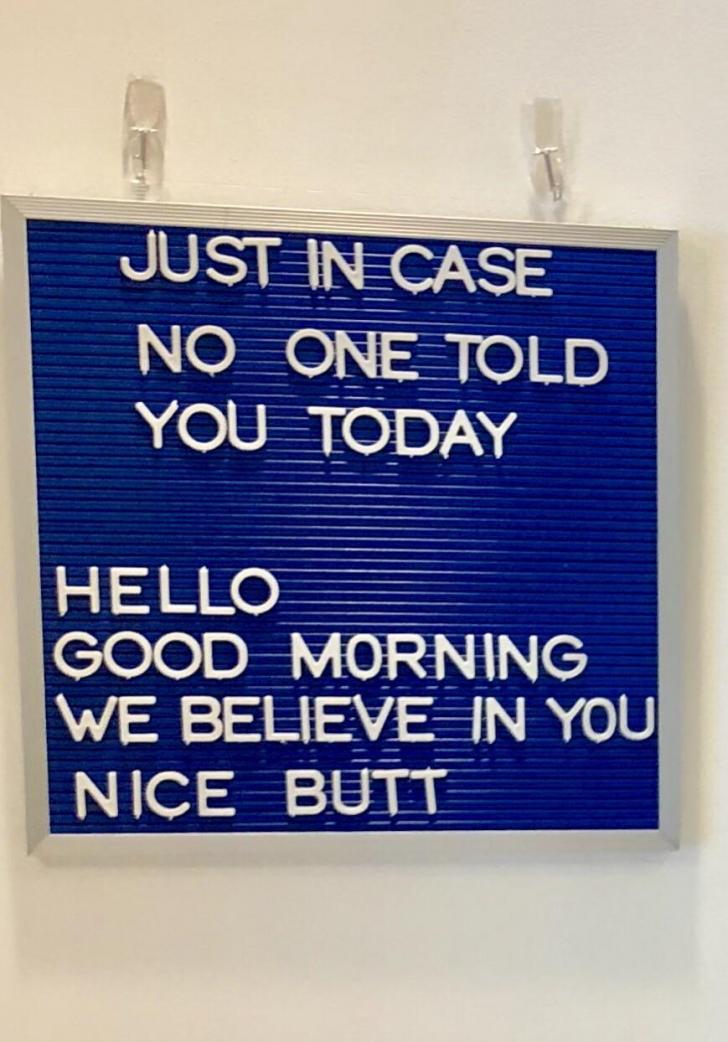 JUST IN CASE
NO ONE TOLD
YOU TODAY
HELLO
GOOD MORNING
WE BELIEVE IN YOU
NICE BUTT